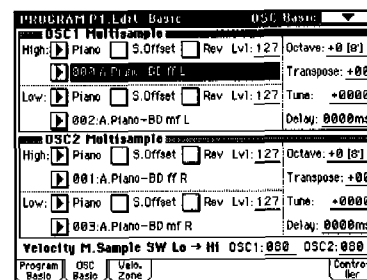 PROGRAM P1.Edit Basic OSC Basic
OSC1 Multisample
High: Piano S.Offset Rev Lvl: 127 Octave: +0 [8']
000:A.Piano-BD ff L Transpose: +00
Low: Piano S.Offset Rev Lvl: 127 Tune: +0000
002:A.Piano-BD mf L Delay: 0000ms
OSC2 Multisample
High: Piano S.Offset Rev Lvl: 127 Octave: +0 [8']
001:A.Piano-BD ff R Transpose: +00
Low: Piano S.Offset Rev Lvl: 127 Tune: +0000
003:A.Piano-BD mf R Delay: 0000ms
Velocity M.Sample SW Lo → Hi OSC1: 080 OSC2: 080
Program Basic OSC Basic Velo. Zone Controller